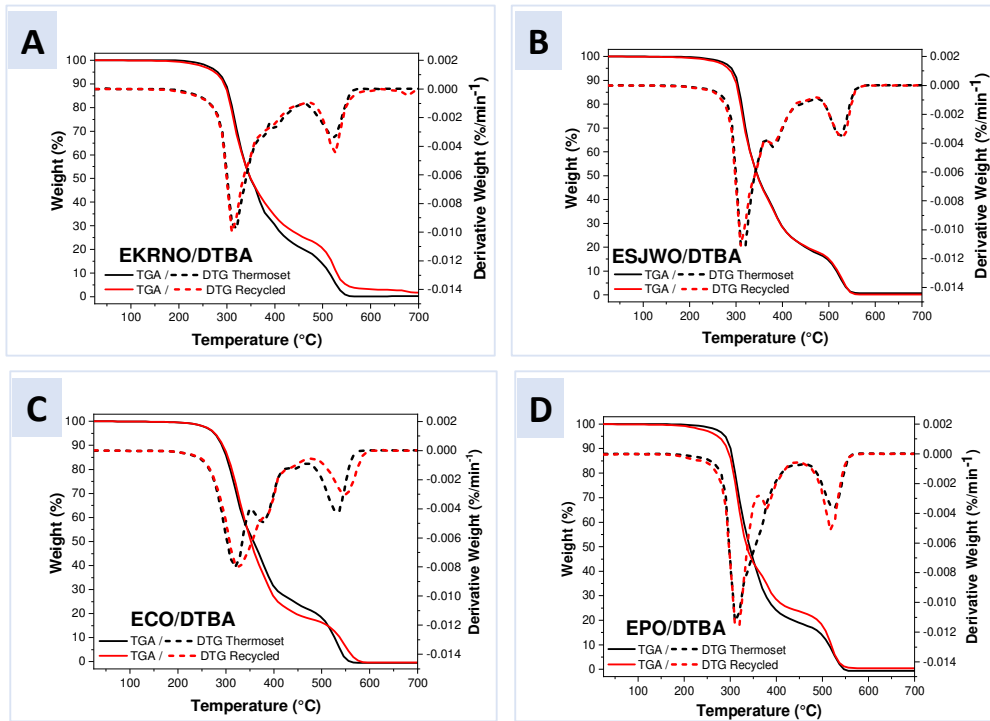 A
100
90
80
70
60
50
40
30
20
10
0
Weight (%)
0.002
0.000
-0.002
-0.004
-0.006
-0.008
-0.010
-0.012
-0.014
Derivative Weight (%/min⁻¹)
EKRNO/DTBA
TGA / DTG Thermoset
TGA / DTG Recycled
100 200 300 400 500 600 700
Temperature (°C)
B
100
90
80
70
60
50
40
30
20
10
0
Weight (%)
0.002
0.000
-0.002
-0.004
-0.006
-0.008
-0.010
-0.012
-0.014
Derivative Weight (%/min⁻¹)
ESJWO/DTBA
TGA / DTG Thermoset
TGA / DTG Recycled
100 200 300 400 500 600 700
Temperature (°C)
C
100
90
80
70
60
50
40
30
20
10
0
Weight (%)
0.002
0.000
-0.002
-0.004
-0.006
-0.008
-0.010
-0.012
-0.014
Derivative Weight (%/min⁻¹)
ECO/DTBA
TGA / DTG Thermoset
TGA / DTG Recycled
100 200 300 400 500 600 700
Temperature (°C)
D
100
90
80
70
60
50
40
30
20
10
0
Weight (%)
0.002
0.000
-0.002
-0.004
-0.006
-0.008
-0.010
-0.012
-0.014
Derivative Weight (%/min⁻¹)
EPO/DTBA
TGA / DTG Thermoset
TGA / DTG Recycled
100 200 300 400 500 600 700
Temperature (°C)